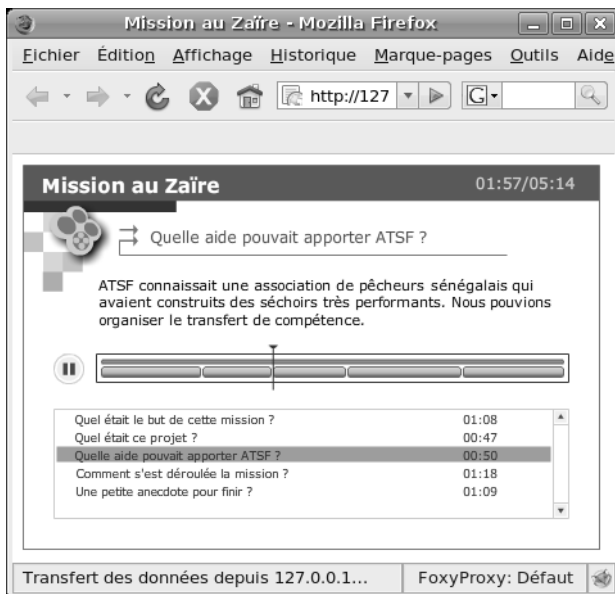 Mission au Zaïre - Mozilla Firefox
Fichier Édition Affichage Historique Marque-pages Outils Aide
http://127 G
Mission au Zaïre 01:57/05:14
Quelle aide pouvait apporter ATSF ?
ATSF connaissait une association de pêcheurs sénégalais qui
avaient construits des séchoirs très performants. Nous pouvions
organiser le transfert de compétence.
Quel était le but de cette mission ? 01:08
Quel était ce projet ? 00:47
Quelle aide pouvait apporter ATSF ? 00:50
Comment s'est déroulée la mission ? 01:18
Une petite anecdote pour finir ? 01:09
Transfert des données depuis 127.0.0.1... FoxyProxy: Défaut